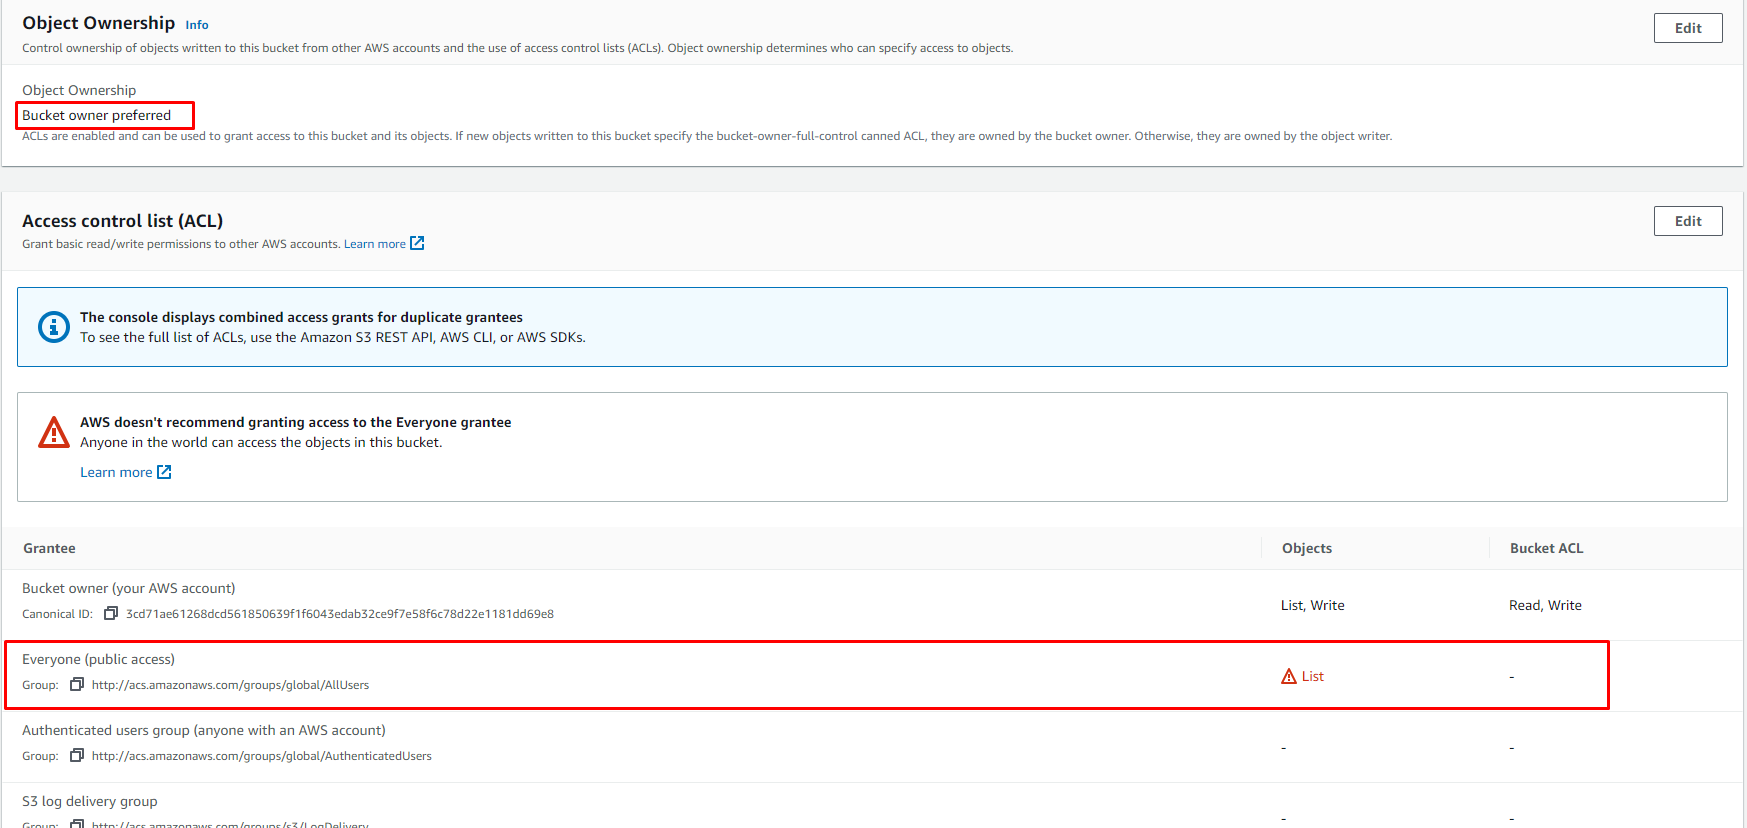 Object Ownership Info
Edit
Control ownership of objects written to this bucket from other AWS accounts and the use of access control lists (ACLs). Object ownership determines who can specify access to objects.
Object Ownership
Bucket owner preferred
ACLs are enabled and can be used to grant access to this bucket and its objects. If new objects written to this bucket specify the bucket-owner-full-control canned ACL, they are owned by the bucket owner. Otherwise, they are owned by the object writer.
Access control list (ACL)
Edit
Grant basic read/write permissions to other AWS accounts. Learn more
The console displays combined access grants for duplicate grantees
To see the full list of ACLs, use the Amazon S3 REST API, AWS CLI, or AWS SDKs.
AWS doesn't recommend granting access to the Everyone grantee
Anyone in the world can access the objects in this bucket.
Learn more
Grantee Objects Bucket ACL
Bucket owner (your AWS account)
Canonical ID: 3cd71ae61268dcd561850639f1f6043edab32ce9f7e58f6c78d22e1181dd69e8
List, Write Read, Write
Everyone (public access)
Group: http://acs.amazonaws.com/groups/global/AllUsers
List -
Authenticated users group (anyone with an AWS account)
Group: http://acs.amazonaws.com/groups/global/AuthenticatedUsers
- -
S3 log delivery group
Group: http://acs.amazonaws.com/groups/s3/LogDelivery
- -